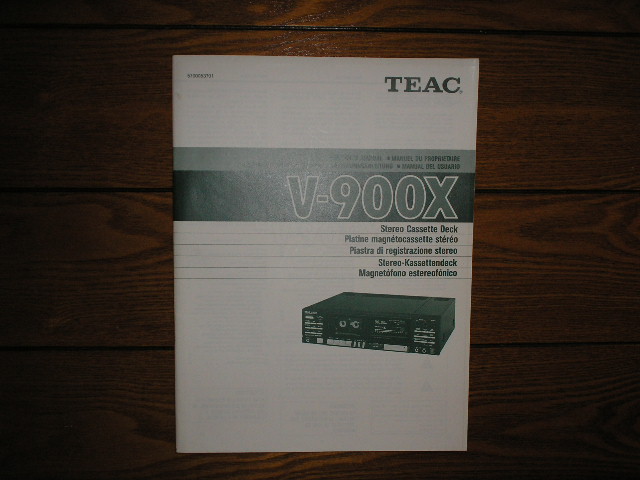 TEAC
MANUAL • MANUEL DU PROPRIETAIRE
• MANUAL DEL USUARIO
V-900X
Stereo Cassette Deck
Platine magnétocassette stéréo
Piastra di registrazione stereo
Stereo-Kassettendeck
Magnetófono estereofónico